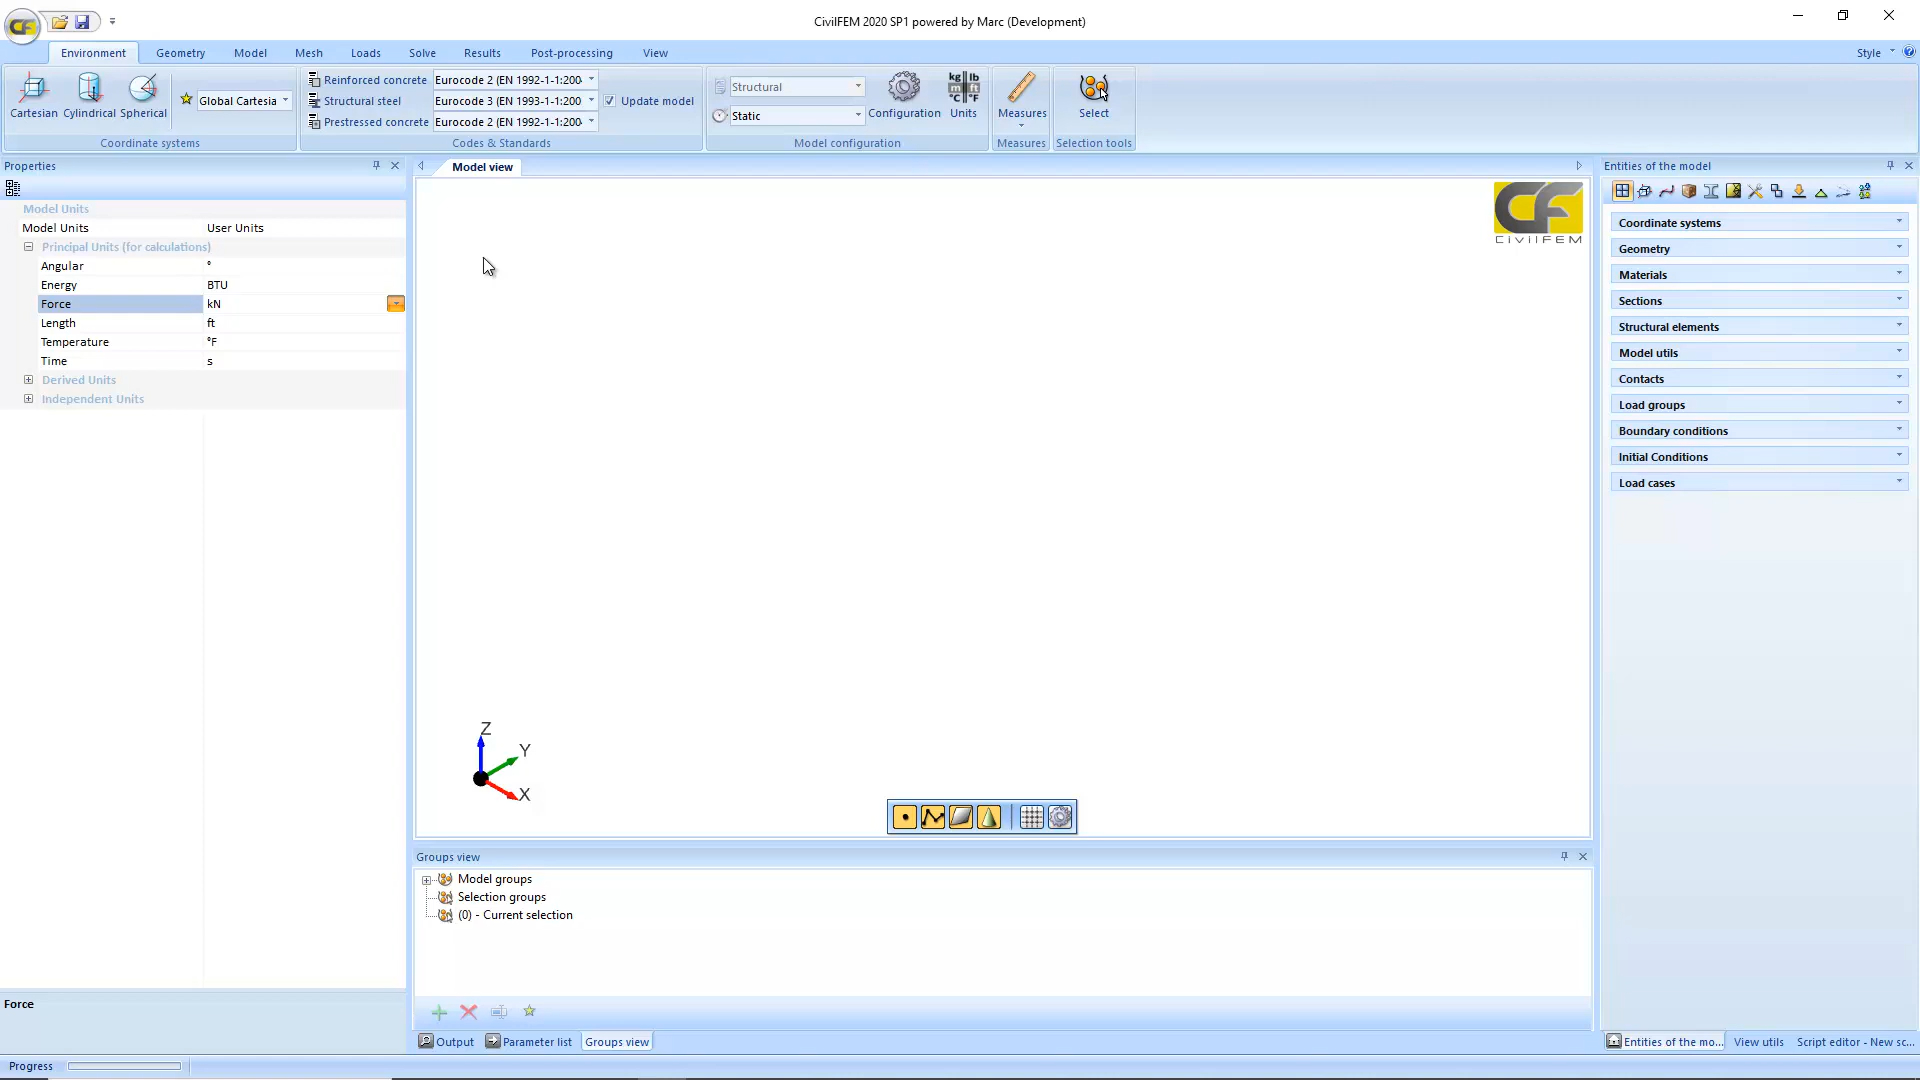 CF
CivilFEM 2020 SP1 powered by Marc (Development)
Environment
Geometry
Model
Mesh
Loads
Solve
Results
Post-processing
View
Style
Cartesian
Cylindrical
Spherical
Global Cartesia
Coordinate systems
Reinforced concrete
Eurocode 2 (EN 1992-1-1:200
Structural steel
Eurocode 3 (EN 1993-1-1:200
Update model
Prestressed concrete
Eurocode 2 (EN 1992-1-1:200
Codes & Standards
Structural
Static
Configuration
kg lb
m ft
°C °F
Units
Model configuration
Measures
Measures
Select
Selection tools
Properties
Model Units
Model Units User Units
Principal Units (for calculations)
Angular °
Energy BTU
Force kN
Length ft
Temperature °F
Time s
Derived Units
Independent Units
Force
Model view
CF
CIVILFEM
Z
Y
X
Groups view
Model groups
Selection groups
(0) - Current selection
Output
Parameter list
Groups view
Entities of the model
Coordinate systems
Geometry
Materials
Sections
Structural elements
Model utils
Contacts
Load groups
Boundary conditions
Initial Conditions
Load cases
Entities of the mo...
View utils
Script editor - New sc...
Progress